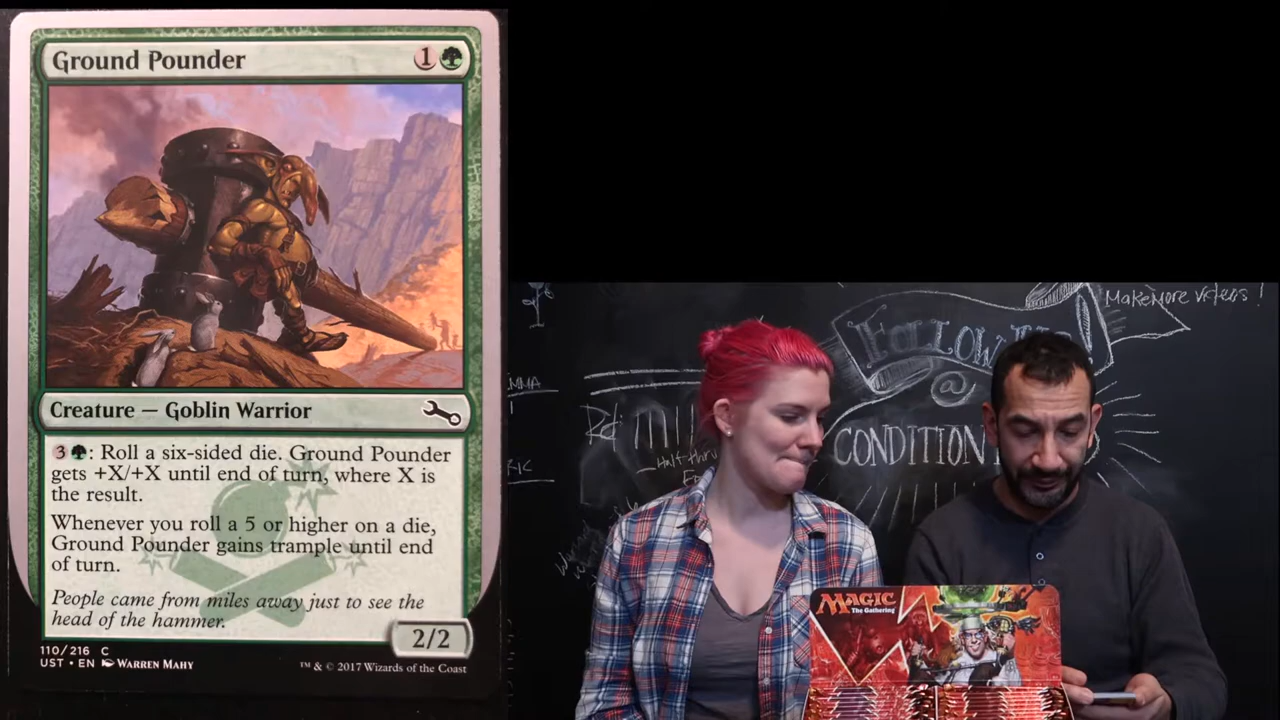 Ground Pounder
1
Creature — Goblin Warrior
3 : Roll a six-sided die. Ground Pounder
gets +X/+X until end of turn, where X is
the result.
Whenever you roll a 5 or higher on a die,
Ground Pounder gains trample until end
of turn.
People came from miles away just to see the
head of the hammer.
2/2
110/216 C
UST • EN Warren Mahy
™ & © 2017 Wizards of the Coast
Make More Videos !
@
CONDITION
Half-thru
MAGIC
The Gathering